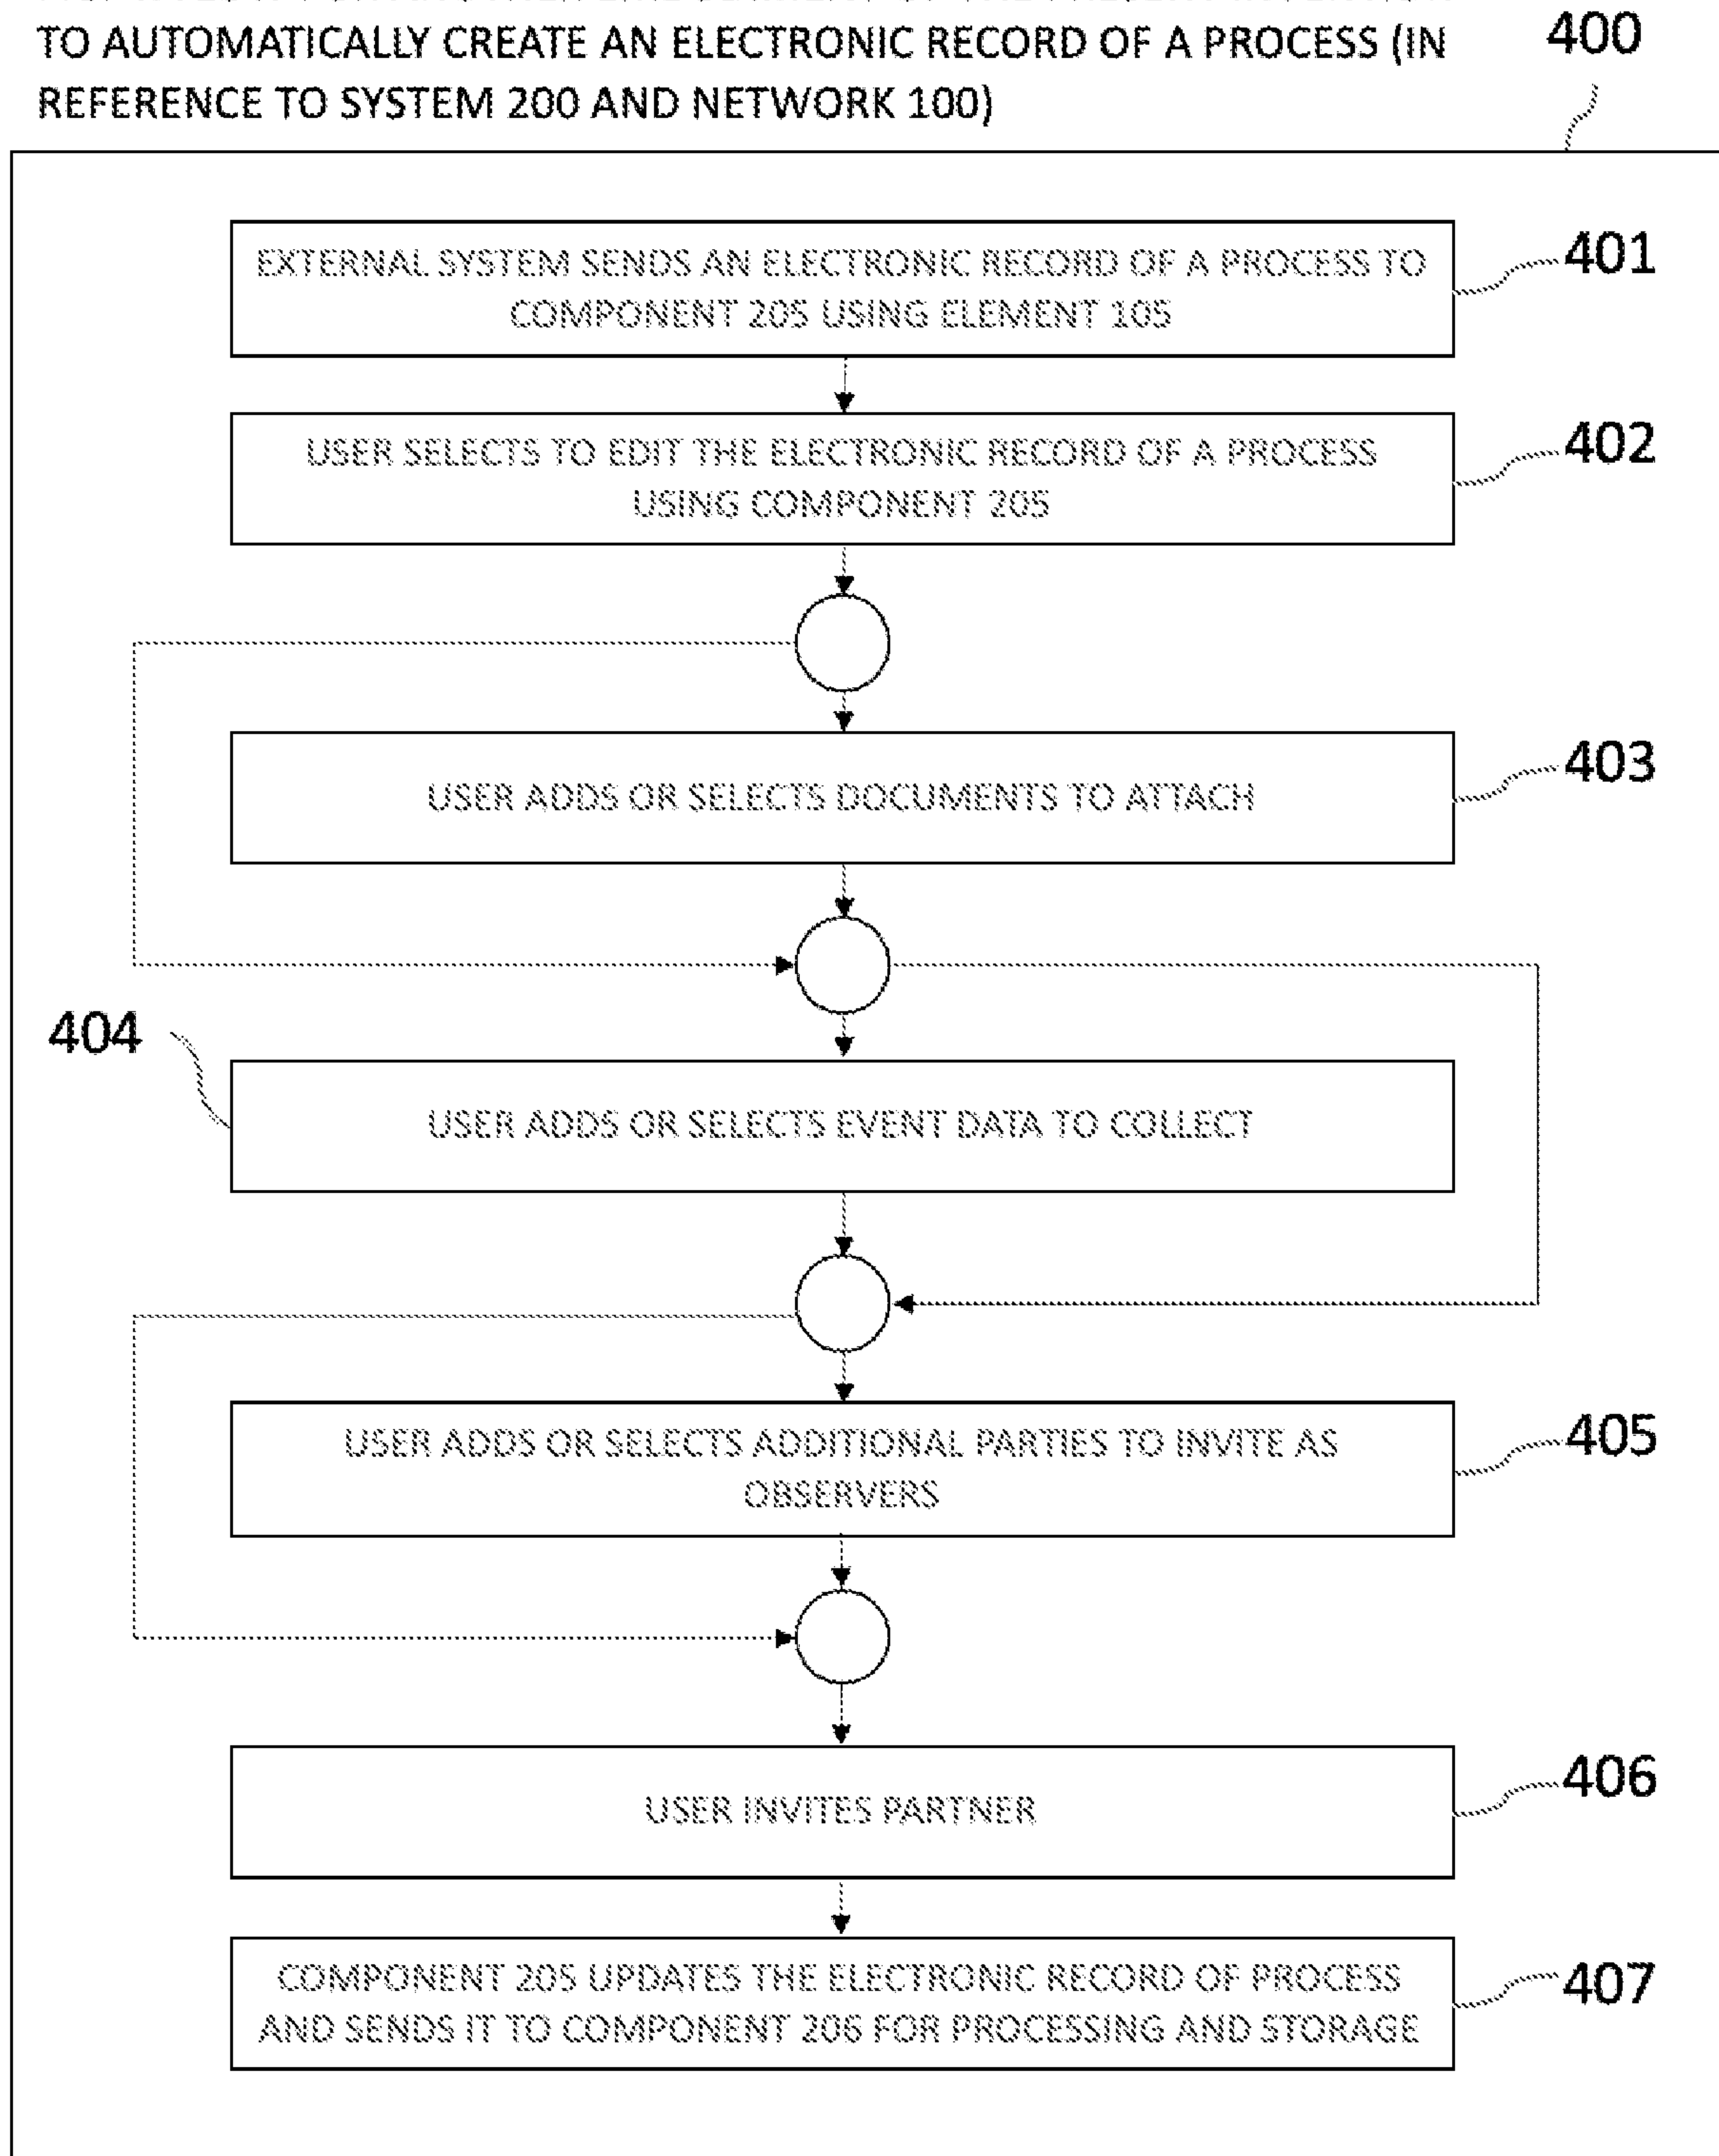 TO AUTOMATICALLY CREATE AN ELECTRONIC RECORD OF A PROCESS (IN
REFERENCE TO SYSTEM 200 AND NETWORK 100)
400
EXTERNAL SYSTEM SENDS AN ELECTRONIC RECORD OF A PROCESS TO
COMPONENT 205 USING ELEMENT 105
401
USER SELECTS TO EDIT THE ELECTRONIC RECORD OF A PROCESS
USING COMPONENT 205
402
USER ADDS OR SELECTS DOCUMENTS TO ATTACH
403
404
USER ADDS OR SELECTS EVENT DATA TO COLLECT
USER ADDS OR SELECTS ADDITIONAL PARTIES TO INVITE AS
OBSERVERS
405
USER INVITES PARTNER
406
COMPONENT 205 UPDATES THE ELECTRONIC RECORD OF PROCESS
AND SENDS IT TO COMPONENT 206 FOR PROCESSING AND STORAGE
407